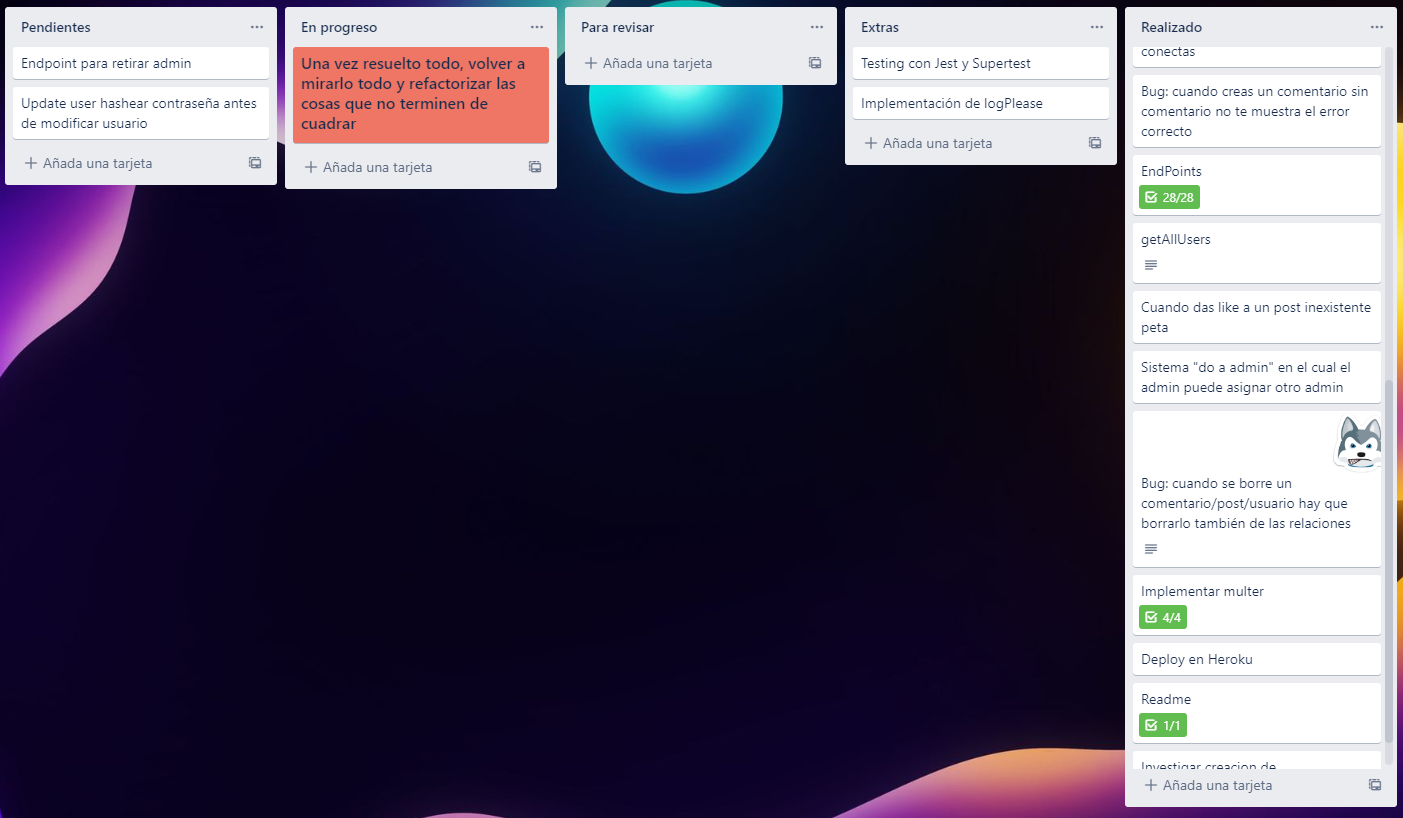 Pendientes
Endpoint para retirar admin
Update user hashear contraseña antes
de modificar usuario
Añada una tarjeta
En progreso
Una vez resuelto todo, volver a
mirarlo todo y refactorizar las
cosas que no terminen de
cuadrar
Añada una tarjeta
Para revisar
Añada una tarjeta
Extras
Testing con Jest y Supertest
Implementación de logPlease
Añada una tarjeta
Realizado
conectas
Bug: cuando creas un comentario sin
comentario no te muestra el error
correcto
EndPoints
28/28
getAllUsers
Cuando das like a un post inexistente
peta
Sistema "do a admin" en el cual el
admin puede asignar otro admin
Bug: cuando se borre un
comentario/post/usuario hay que
borrarlo también de las relaciones
Implementar multer
4/4
Deploy en Heroku
Readme
1/1
Investigar creacion de
Añada una tarjeta